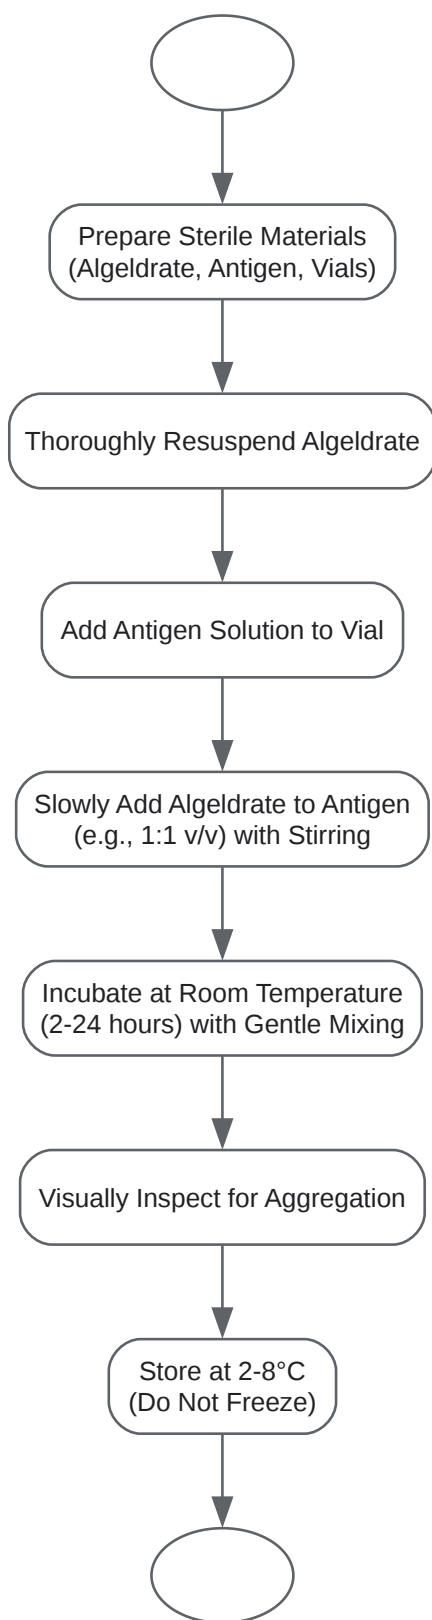 Prepare Sterile Materials
(Algeldrate, Antigen, Vials)
Thoroughly Resuspend Algeldrate
Add Antigen Solution to Vial
Slowly Add Algeldrate to Antigen
(e.g., 1:1 v/v) with Stirring
Incubate at Room Temperature
(2-24 hours) with Gentle Mixing
Visually Inspect for Aggregation
Store at 2-8°C
(Do Not Freeze)